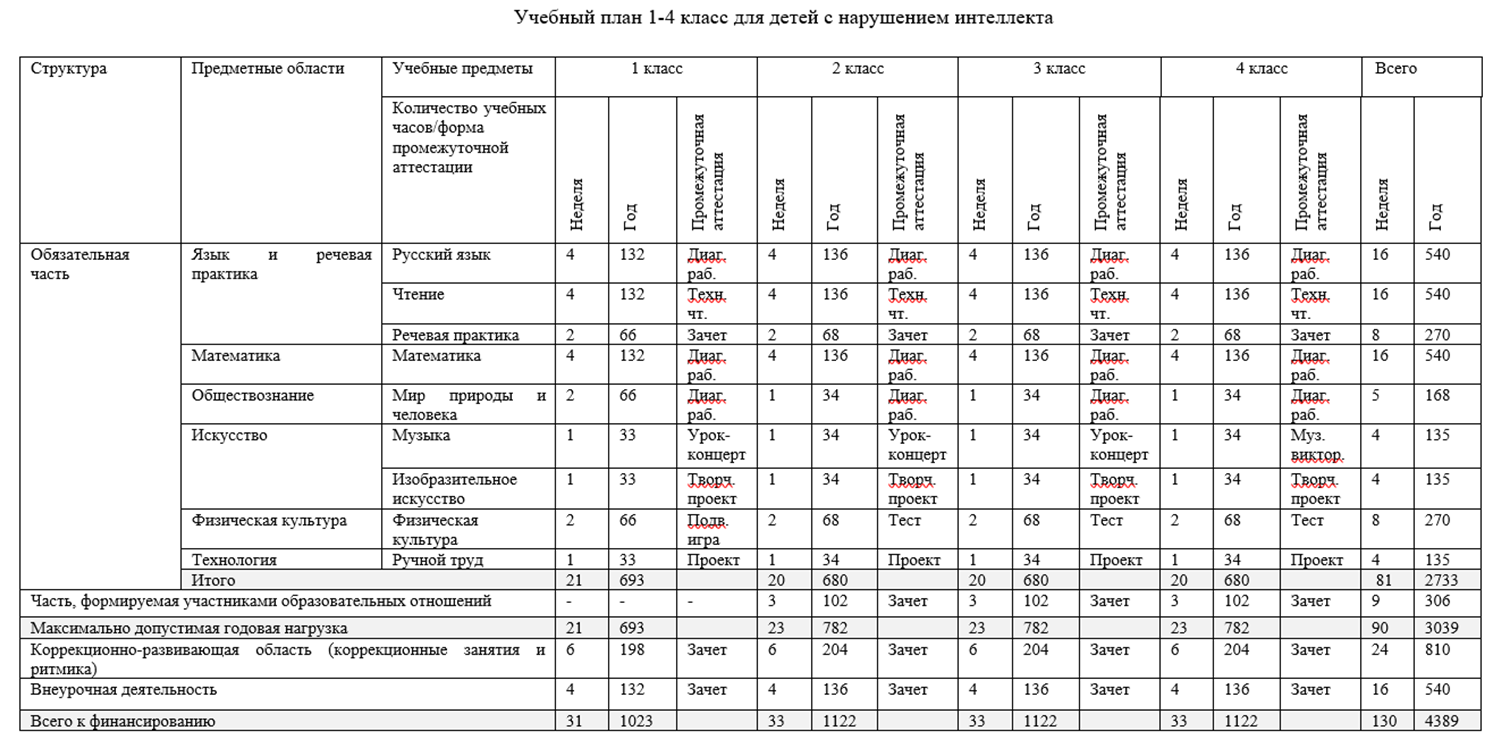 Учебный план 1-4 класс для детей с нарушением интеллекта
Структура Предметные области Учебные предметы 1 класс 2 класс 3 класс 4 класс Всего
Количество учебных часов/форма промежуточной аттестации Неделя Год Промежуточная аттестация Неделя Год Промежуточная аттестация Неделя Год Промежуточная аттестация Неделя Год Промежуточная аттестация Неделя Год
Обязательная часть Язык и речевая практика Русский язык 4 132 Диаг. раб. 4 136 Диаг. раб. 4 136 Диаг. раб. 4 136 Диаг. раб. 16 540
Чтение 4 132 Техн. чт. 4 136 Техн. чт. 4 136 Техн. чт. 4 136 Техн. чт. 16 540
Речевая практика 2 66 Зачет 2 68 Зачет 2 68 Зачет 2 68 Зачет 8 270
Математика Математика 4 132 Диаг. раб. 4 136 Диаг. раб. 4 136 Диаг. раб. 4 136 Диаг. раб. 16 540
Обществознание Мир природы и человека 2 66 Диаг. раб. 1 34 Диаг. раб. 1 34 Диаг. раб. 1 34 Диаг. раб. 5 168
Искусство Музыка 1 33 Урок-концерт 1 34 Урок-концерт 1 34 Урок-концерт 1 34 Муз. виктор. 4 135
Изобразительное искусство 1 33 Творч. проект 1 34 Творч. проект 1 34 Творч. проект 1 34 Творч. проект 4 135
Физическая культура Физическая культура 2 66 Подв. игра 2 68 Тест 2 68 Тест 2 68 Тест 8 270
Технология Ручной труд 1 33 Проект 1 34 Проект 1 34 Проект 1 34 Проект 4 135
Итого 21 693 20 680 20 680 20 680 81 2733
Часть, формируемая участниками образовательных отношений - - - 3 102 Зачет 3 102 Зачет 3 102 Зачет 9 306
Максимально допустимая годовая нагрузка 21 693 23 782 23 782 23 782 90 3039
Коррекционно-развивающая область (коррекционные занятия и ритмика) 6 198 Зачет 6 204 Зачет 6 204 Зачет 6 204 Зачет 24 810
Внеурочная деятельность 4 132 Зачет 4 136 Зачет 4 136 Зачет 4 136 Зачет 16 540
Всего к финансированию 31 1023 33 1122 33 1122 33 1122 130 4389